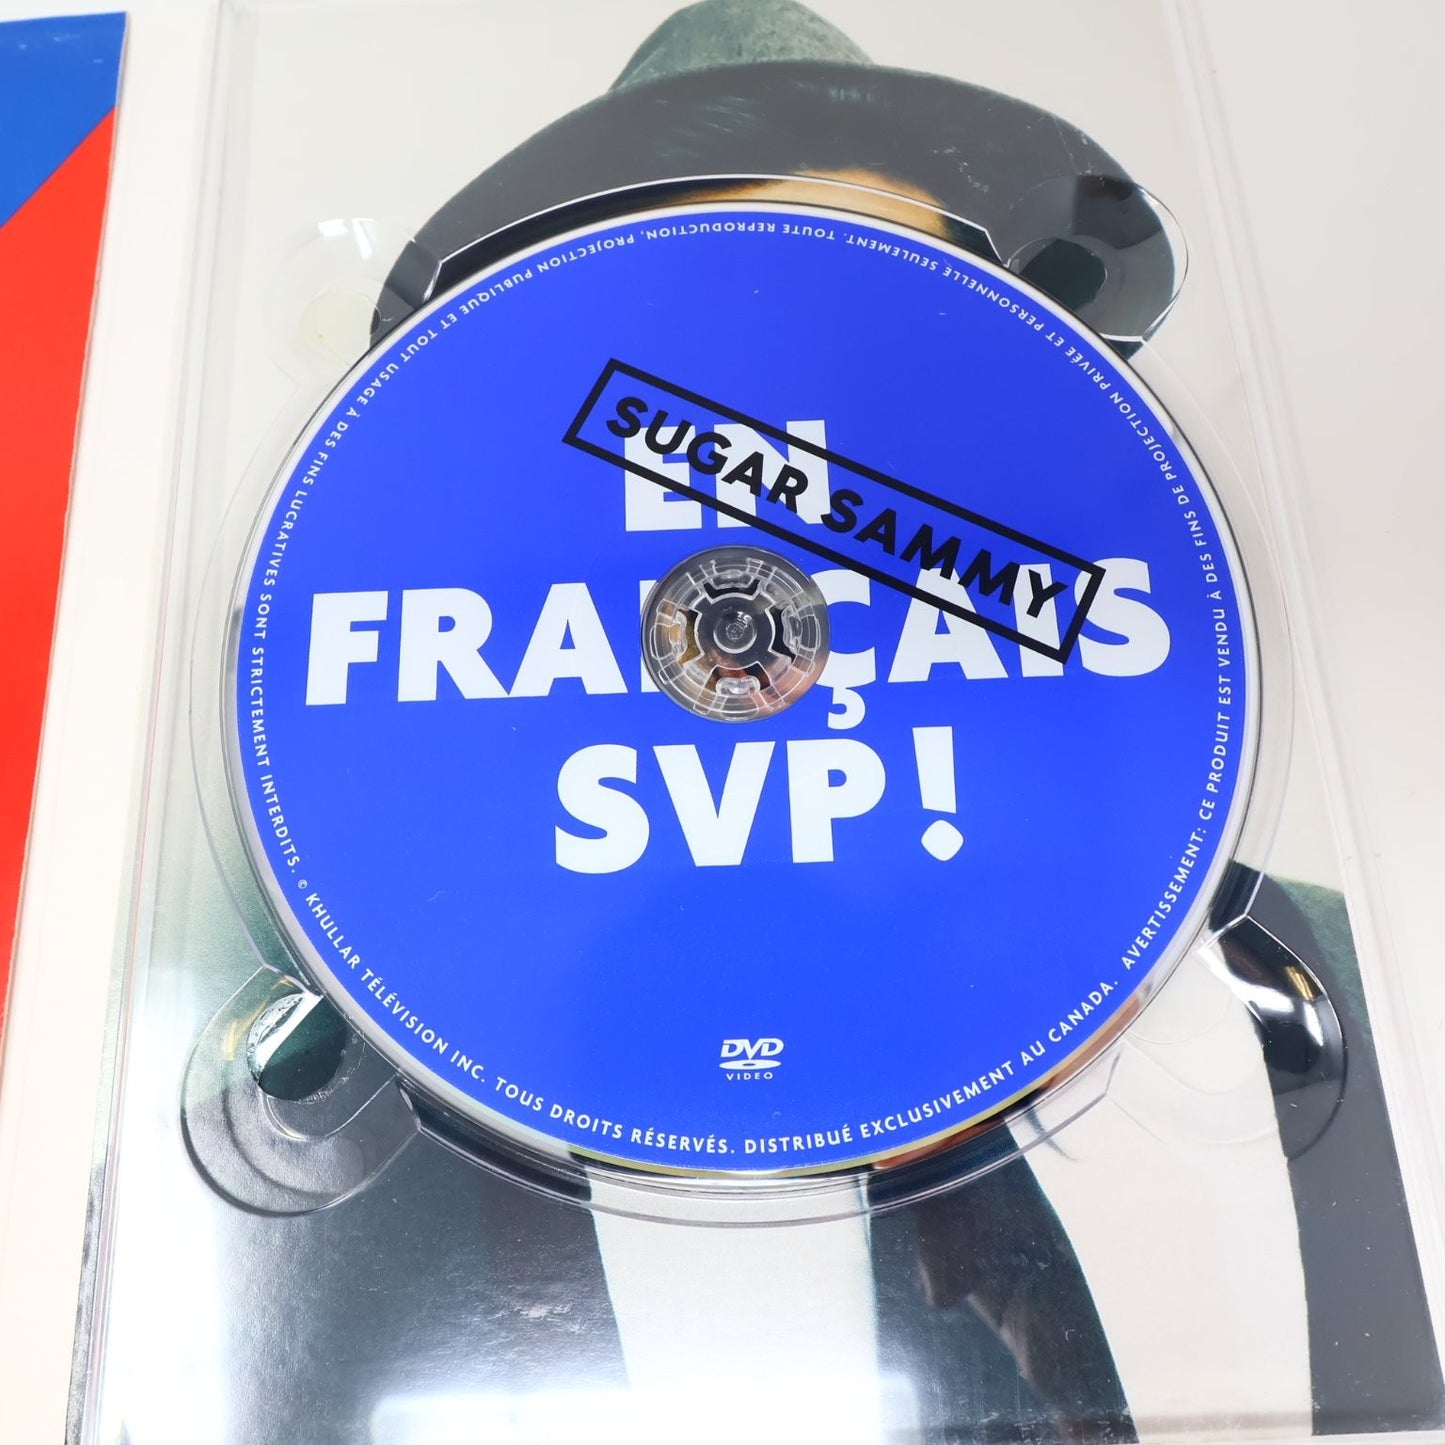 SUGAR SAMMY
EN
FRANÇAIS
SVP!
DVD
VIDEO
AVERTISSEMENT: CE PRODUIT EST VENDU À DES FINS DE PROJECTION PRIVÉE ET PERSONNELLE SEULEMENT. TOUTE REPRODUCTION, PROJECTION PUBLIQUE ET TOUT USAGE À DES FINS LUCRATIVES SONT STRICTEMENT INTERDITS. © KHULLAR TÉLÉVISION INC. TOUS DROITS RÉSERVÉS. DISTRIBUÉ EXCLUSIVEMENT AU CANADA.